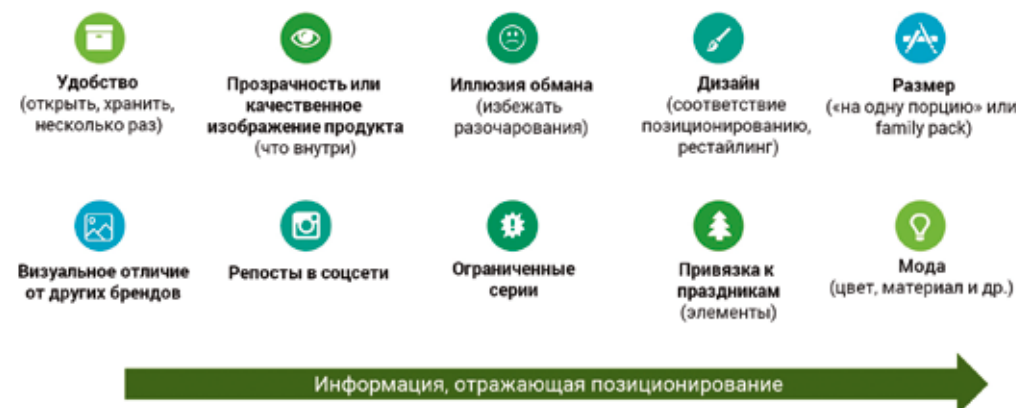 Удобство
(открыть, хранить,
несколько раз)
Прозрачность или
качественное
изображение продукта
(что внутри)
Иллюзия обмана
(избежать
разочарования)
Дизайн
(соответствие
позиционированию,
рестайлинг)
Размер
(«на одну порцию» или
family pack)
Визуальное отличие
от других брендов
Репосты в соцсети
Ограниченные
серии
Привязка к
праздникам
(элементы)
Мода
(цвет, материал и др.)
Информация, отражающая позиционирование